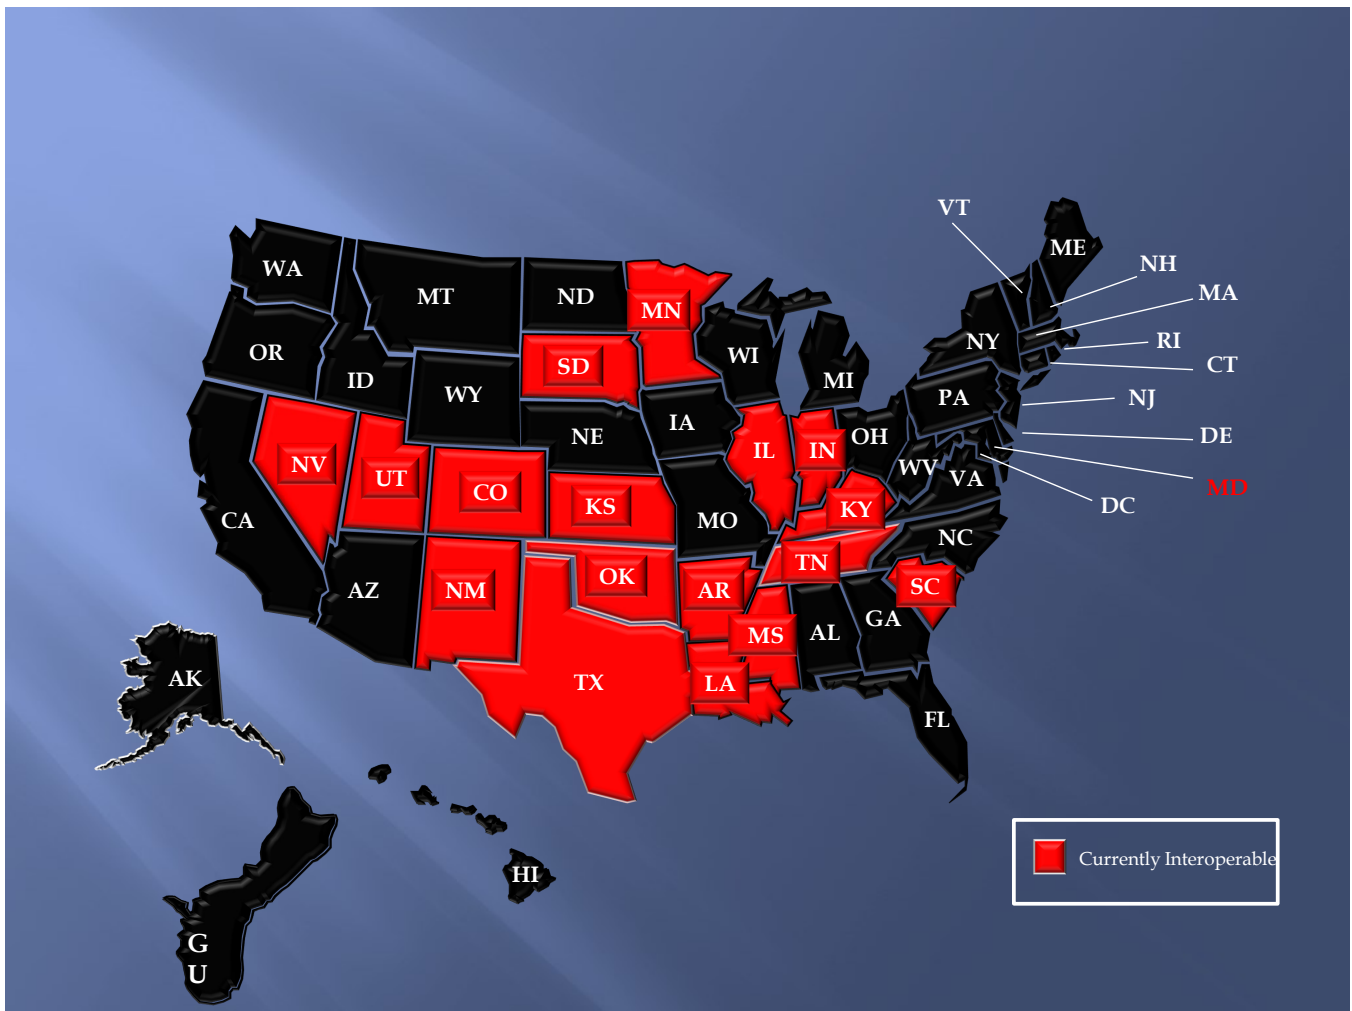 VT
ME
NH
WA
MA
MT
ND
MN
RI
NY
OR
WI
CT
SD
ID
MI
WY
PA
NJ
IA
NE
OH
DE
IL
IN
NV
WV
UT
VA
MD
CO
KS
DC
KY
CA
MO
NC
TN
OK
SC
AZ
NM
AR
GA
AL
MS
AK
TX
LA
FL
Currently Interoperable
HI
G
U